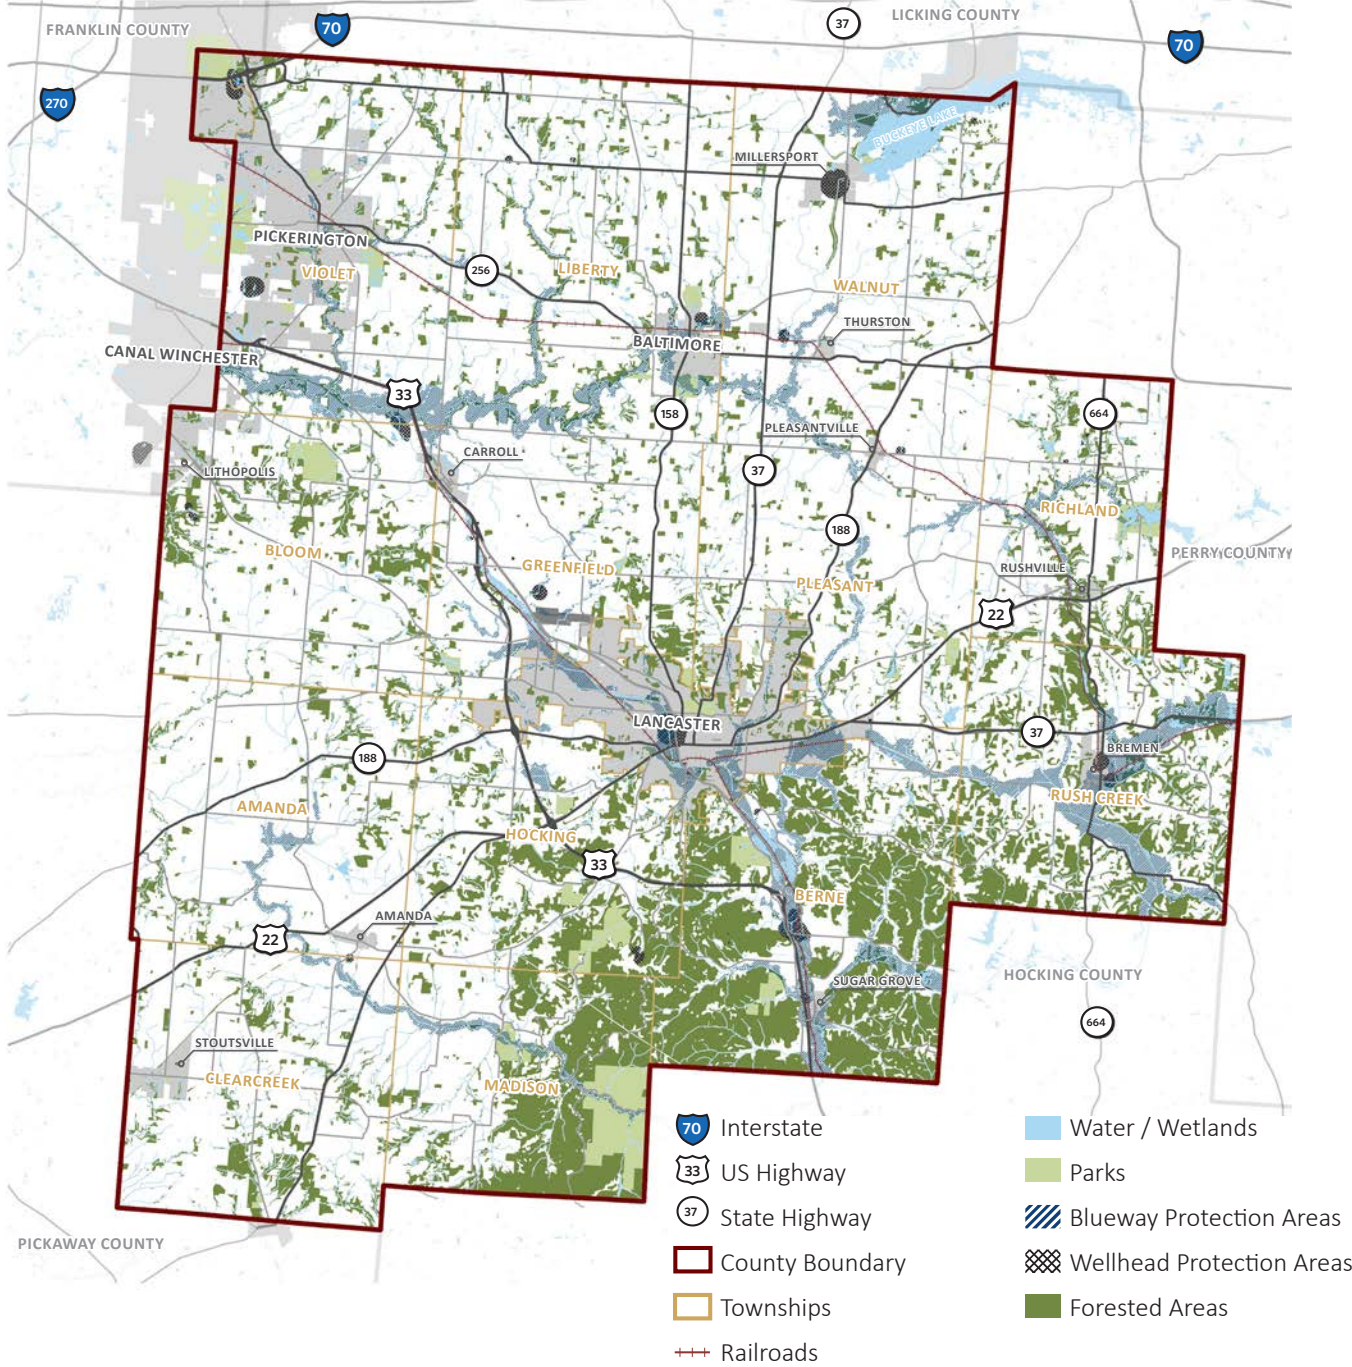 FRANKLIN COUNTY
70
37
LICKING COUNTY
70
270
BUCKEYE LAKE
MILLERSPORT
PICKERINGTON
VIOLET
256
LIBERTY
WALNUT
THURSTON
BALTIMORE
CANAL WINCHESTER
33
158
664
PLEASANTVILLE
CARROLL
LITHOPOLIS
37
RICHLAND
188
BLOOM
GREENFIELD
PLEASANT
PERRY COUNTY
RUSHVILLE
22
LANCASTER
37
BREMEN
188
RUSH CREEK
AMANDA
HOCKING
33
BERNE
AMANDA
22
HOCKING COUNTY
SUGAR GROVE
664
STOUTSVILLE
CLEARCREEK
MADISON
PICKAWAY COUNTY
70 Interstate
33 US Highway
37 State Highway
County Boundary
Townships
Railroads
Water / Wetlands
Parks
Blueway Protection Areas
Wellhead Protection Areas
Forested Areas